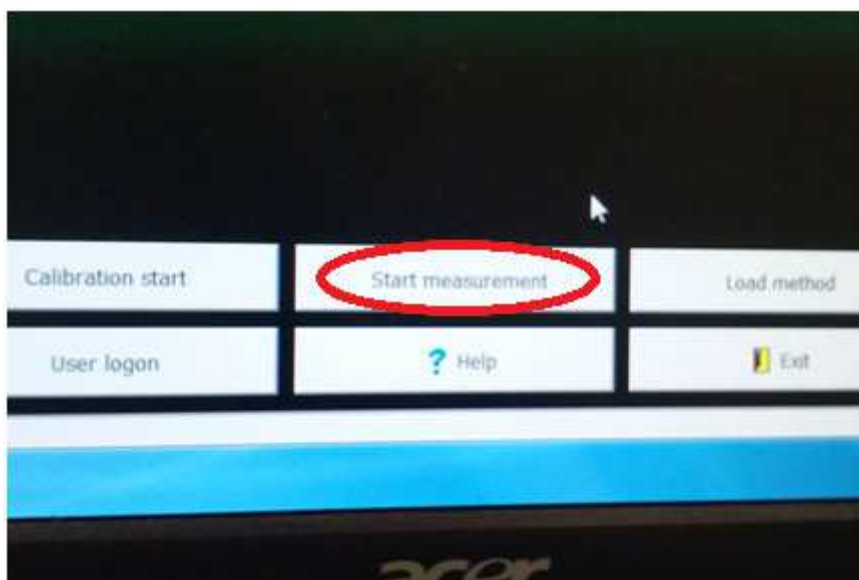 Calibration start
Start measurement
Load method
User logon
? Help
Exit
acer